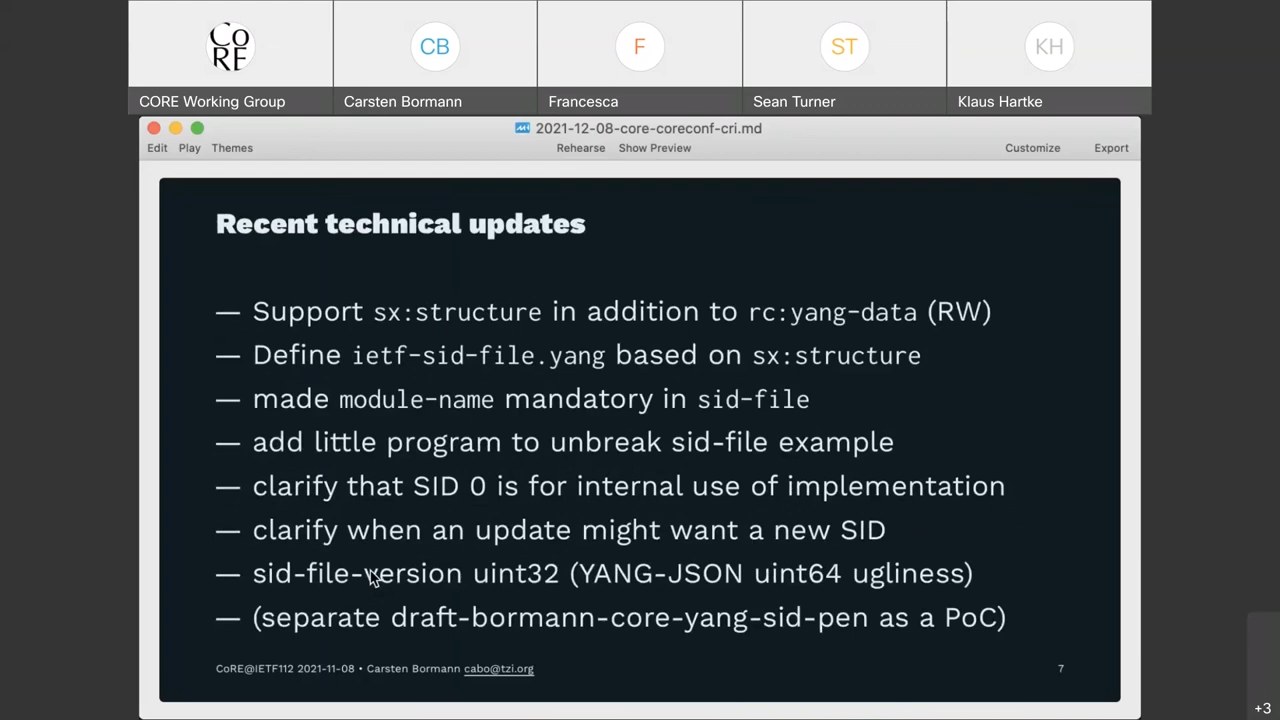 CORE
CB
F
ST
KH
CORE Working Group
Carsten Bormann
Francesca
Sean Turner
Klaus Hartke
2021-12-08-core-coreconf-cri.md
Edit Play Themes Rehearse Show Preview Customize Export
Recent technical updates
— Support sx:structure in addition to rc:yang-data (RW)
— Define ietf-sid-file.yang based on sx:structure
— made module-name mandatory in sid-file
— add little program to unbreak sid-file example
— clarify that SID 0 is for internal use of implementation
— clarify when an update might want a new SID
— sid-file-version uint32 (YANG-JSON uint64 ugliness)
— (separate draft-bormann-core-yang-sid-pen as a PoC)
CoRE@IETF112 2021-11-08 • Carsten Bormann cabo@tzi.org 7
+3